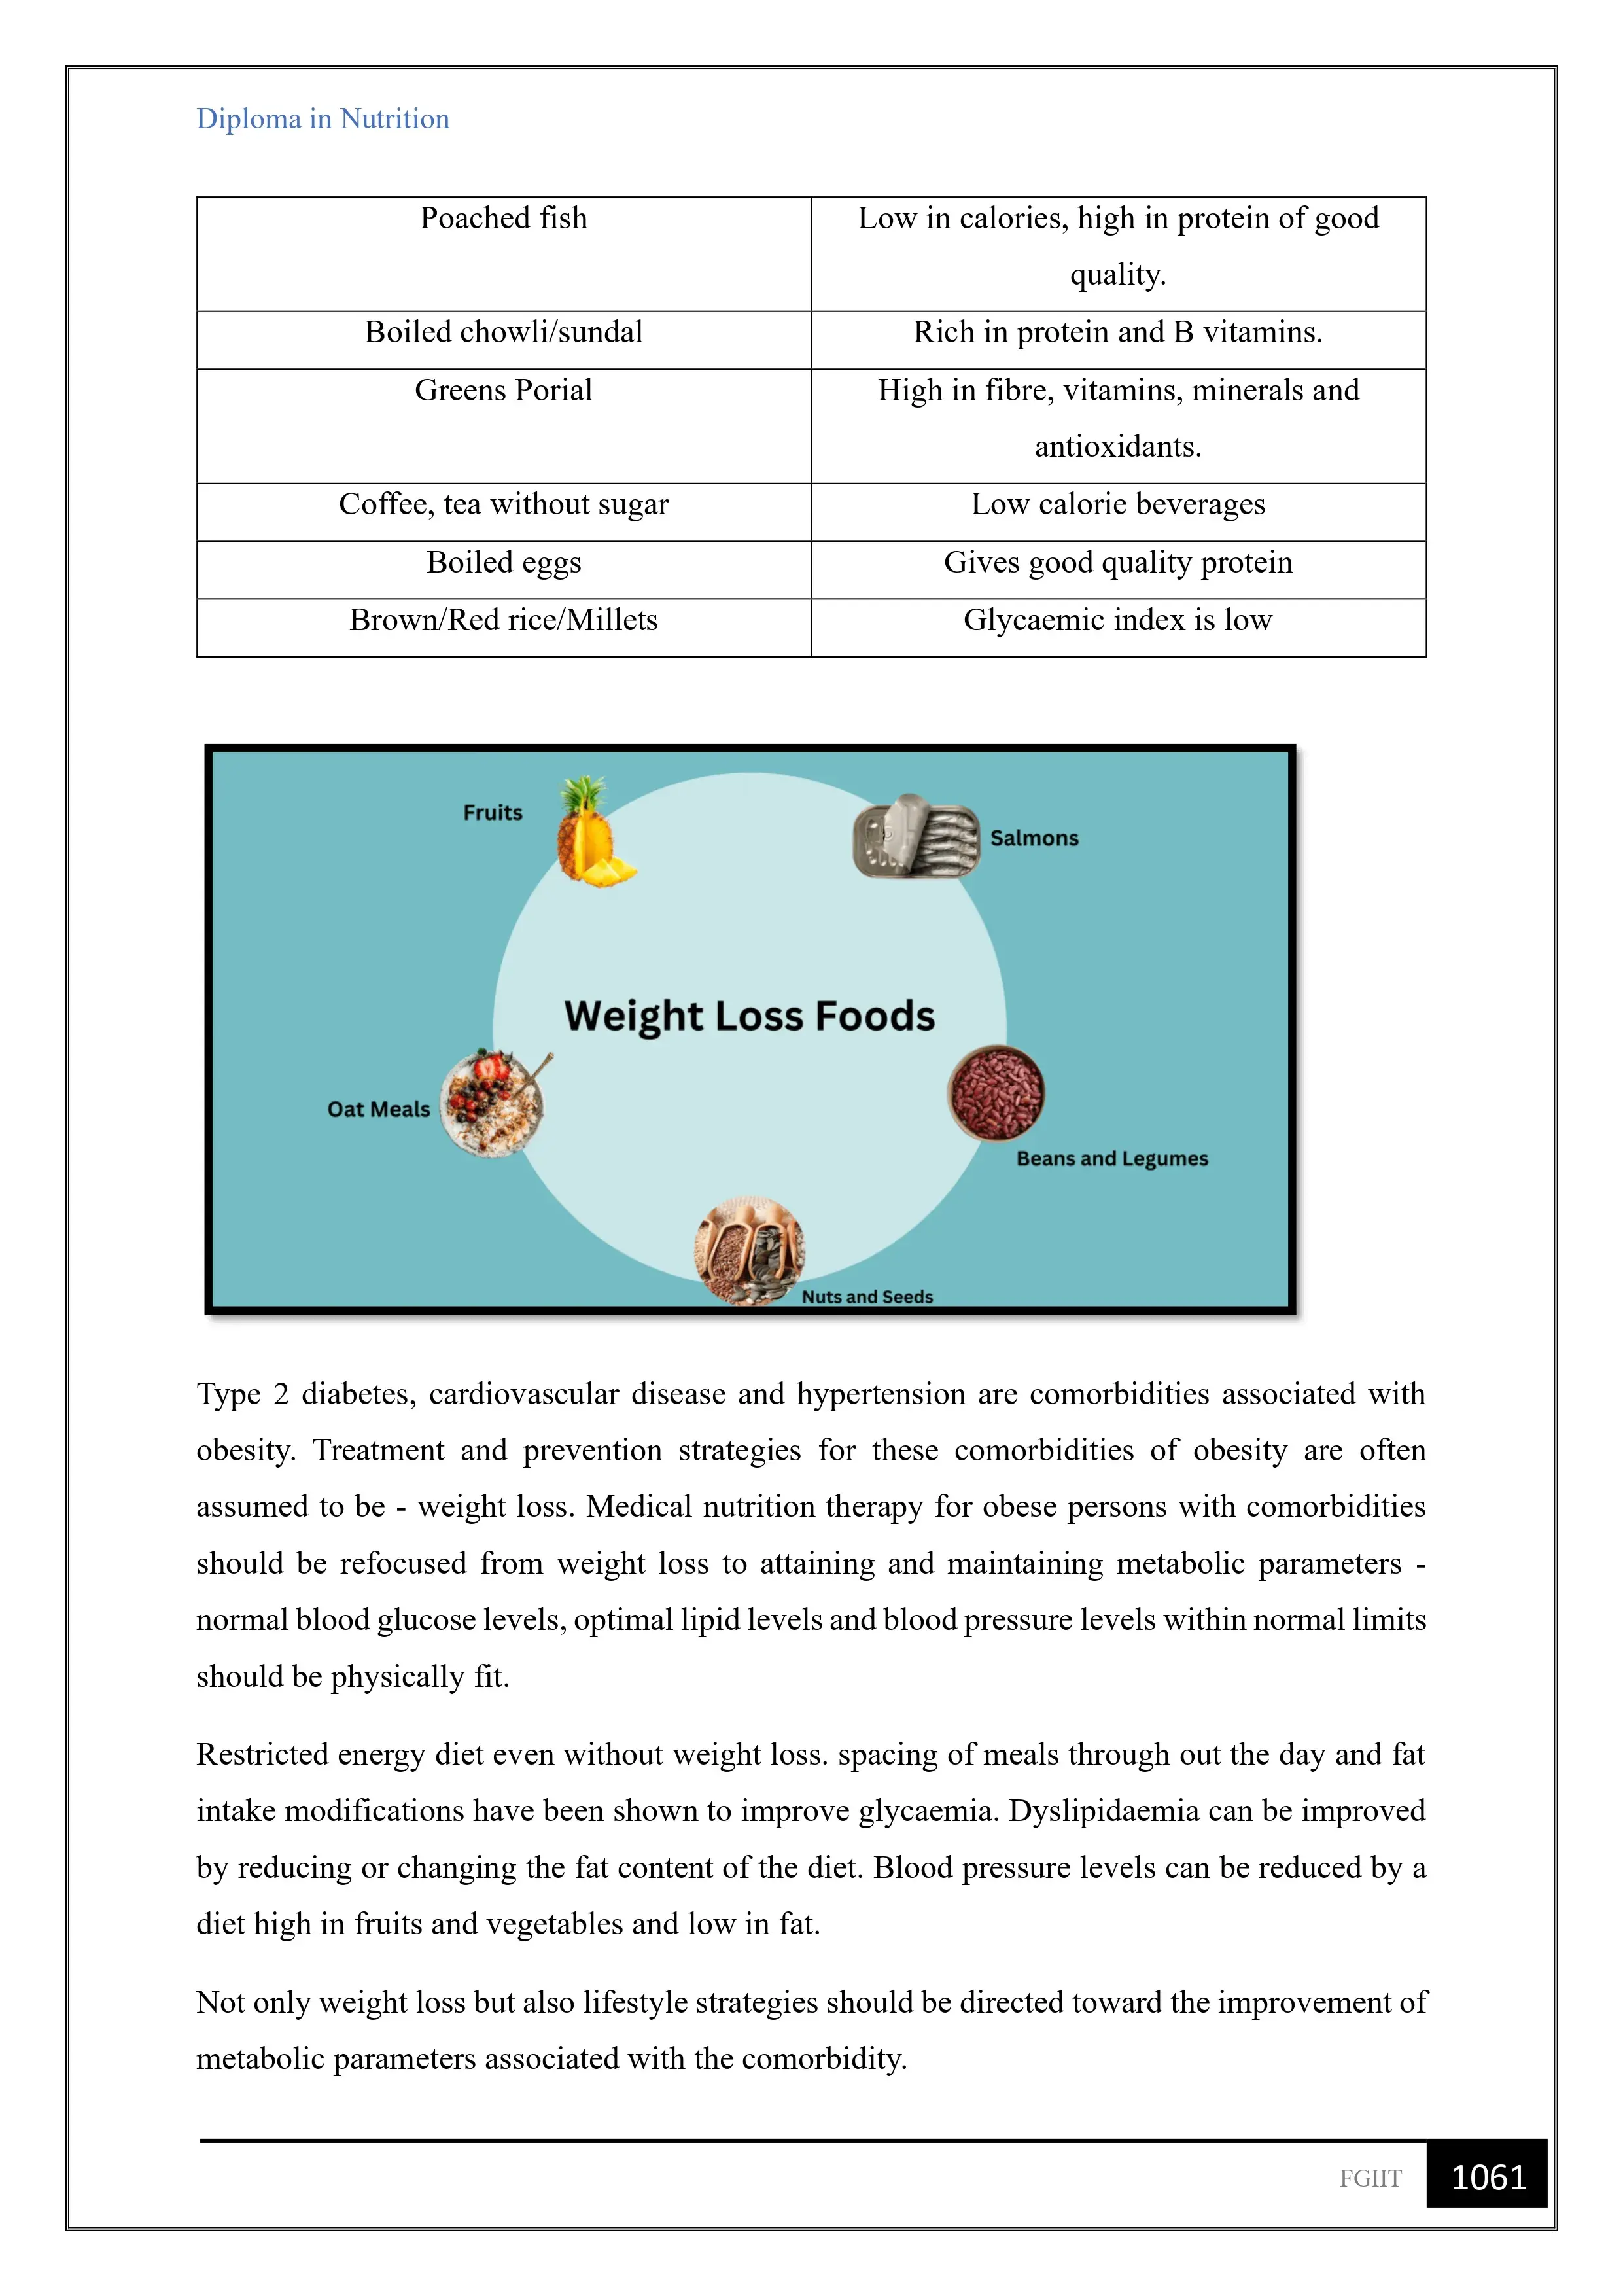 Diploma in Nutrition
Poached fish
Low in calories, high in protein of good
quality.
Boiled chowli/sundal
Rich in protein and B vitamins.
Greens Porial
High in fibre, vitamins, minerals and
antioxidants.
Coffee, tea without sugar
Low calorie beverages
Boiled eggs
Gives good quality protein
Brown/Red rice/Millets
Glycaemic index is low
Fruits
Salmons
Weight Loss Foods
Oat Meals
Beans and Legumes
Nuts and Seeds
Type 2 diabetes, cardiovascular disease and hypertension are comorbidities associated with
obesity. Treatment and prevention strategies for these comorbidities of obesity are often
assumed to be - weight loss. Medical nutrition therapy for obese persons with comorbidities
should be refocused from weight loss to attaining and maintaining metabolic parameters -
normal blood glucose levels, optimal lipid levels and blood pressure levels within normal limits
should be physically fit.
Restricted energy diet even without weight loss. spacing of meals through out the day and fat
intake modifications have been shown to improve glycaemia. Dyslipidaemia can be improved
by reducing or changing the fat content of the diet. Blood pressure levels can be reduced by a
diet high in fruits and vegetables and low in fat.
Not only weight loss but also lifestyle strategies should be directed toward the improvement of
metabolic parameters associated with the comorbidity.
FGIIT
1061